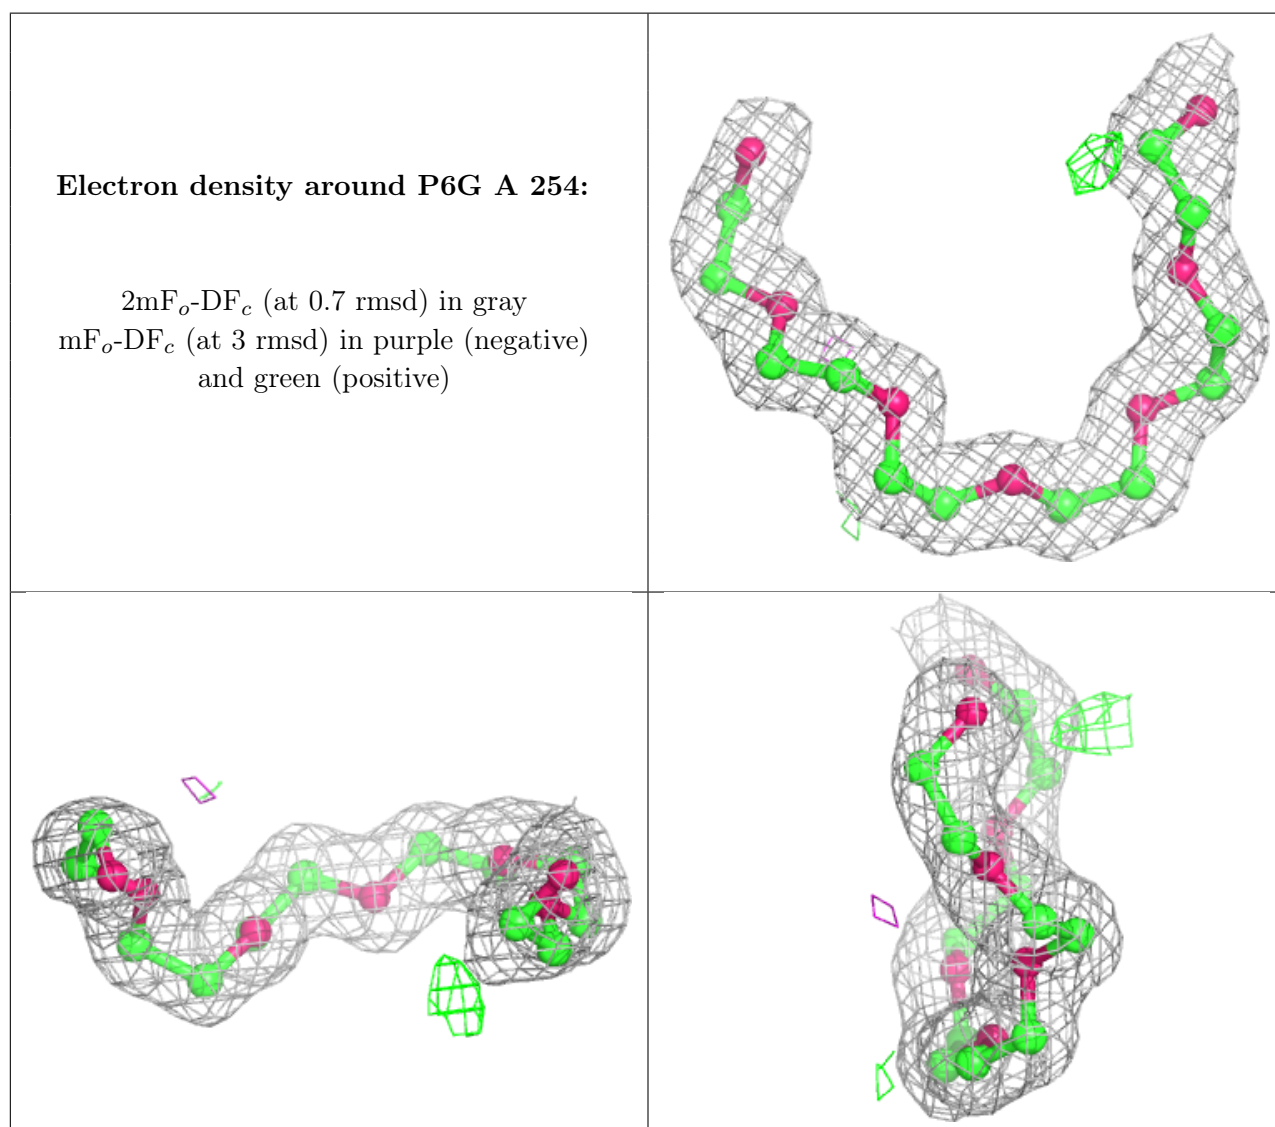 Electron density around P6G A 254:
2mFo-DFc (at 0.7 rmsd) in gray
mFo-DFc (at 3 rmsd) in purple (negative)
and green (positive)